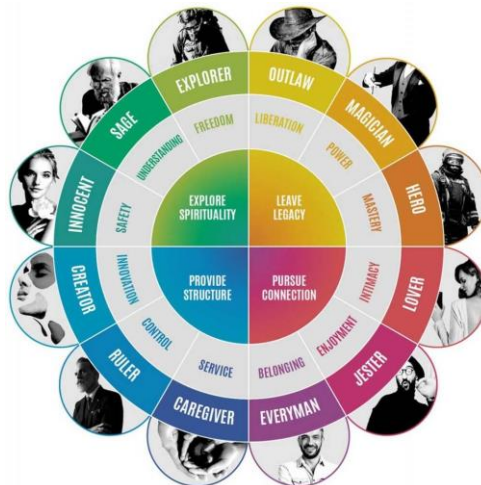 EXPLORER
OUTLAW
MAGICIAN
HERO
LOVER
JESTER
EVERYMAN
CAREGIVER
RULER
CREATOR
INNOCENT
SAGE
FREEDOM
LIBERATION
POWER
MASTERY
INTIMACY
ENJOYMENT
BELONGING
SERVICE
CONTROL
INNOVATION
SAFETY
UNDERSTANDING
EXPLORE
SPIRITUALITY
LEAVE
LEGACY
PROVIDE
STRUCTURE
PURSUE
CONNECTION